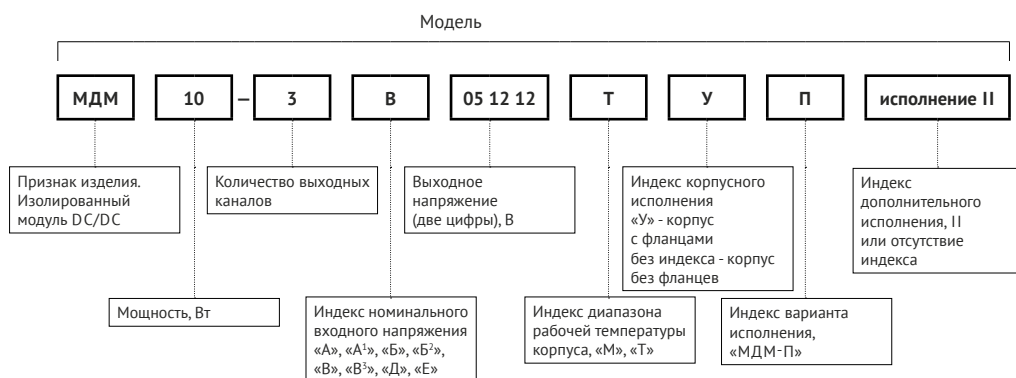 Модель
МДМ 10 – 3 В 05 12 12 Т У П исполнение II
Признак изделия.
Изолированный
модуль DC/DC
Количество выходных
каналов
Выходное
напряжение
(две цифры), В
Индекс корпусного
исполнения
«У» - корпус
с фланцами
без индекса - корпус
без фланцев
Индекс
дополнительного
исполнения, II
или отсутствие
индекса
Мощность, Вт
Индекс номинального
входного напряжения
«А», «А¹», «Б», «Б²»,
«В», «В³», «Д», «Е»
Индекс диапазона
рабочей температуры
корпуса, «М», «Т»
Индекс варианта
исполнения,
«МДМ-П»